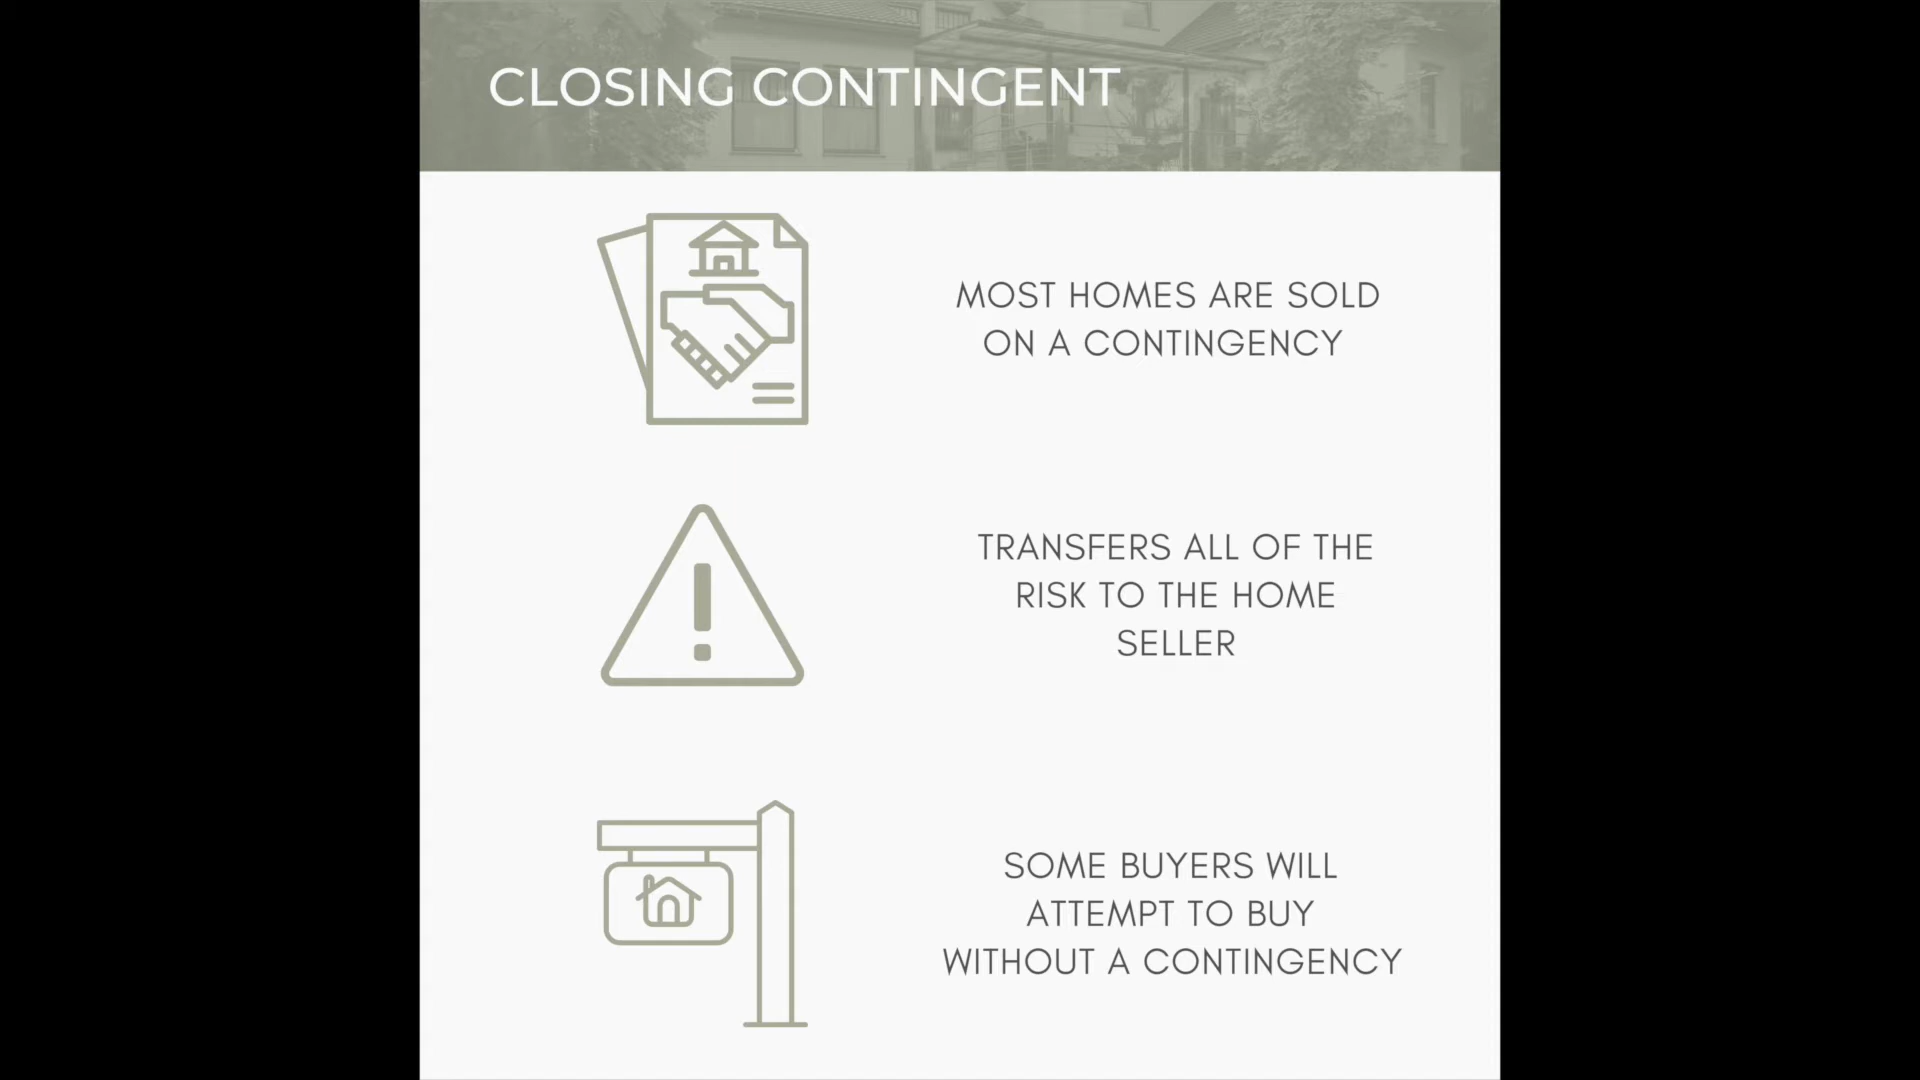 CLOSING CONTINGENT
MOST HOMES ARE SOLD
ON A CONTINGENCY
TRANSFERS ALL OF THE
RISK TO THE HOME
SELLER
SOME BUYERS WILL
ATTEMPT TO BUY
WITHOUT A CONTINGENCY